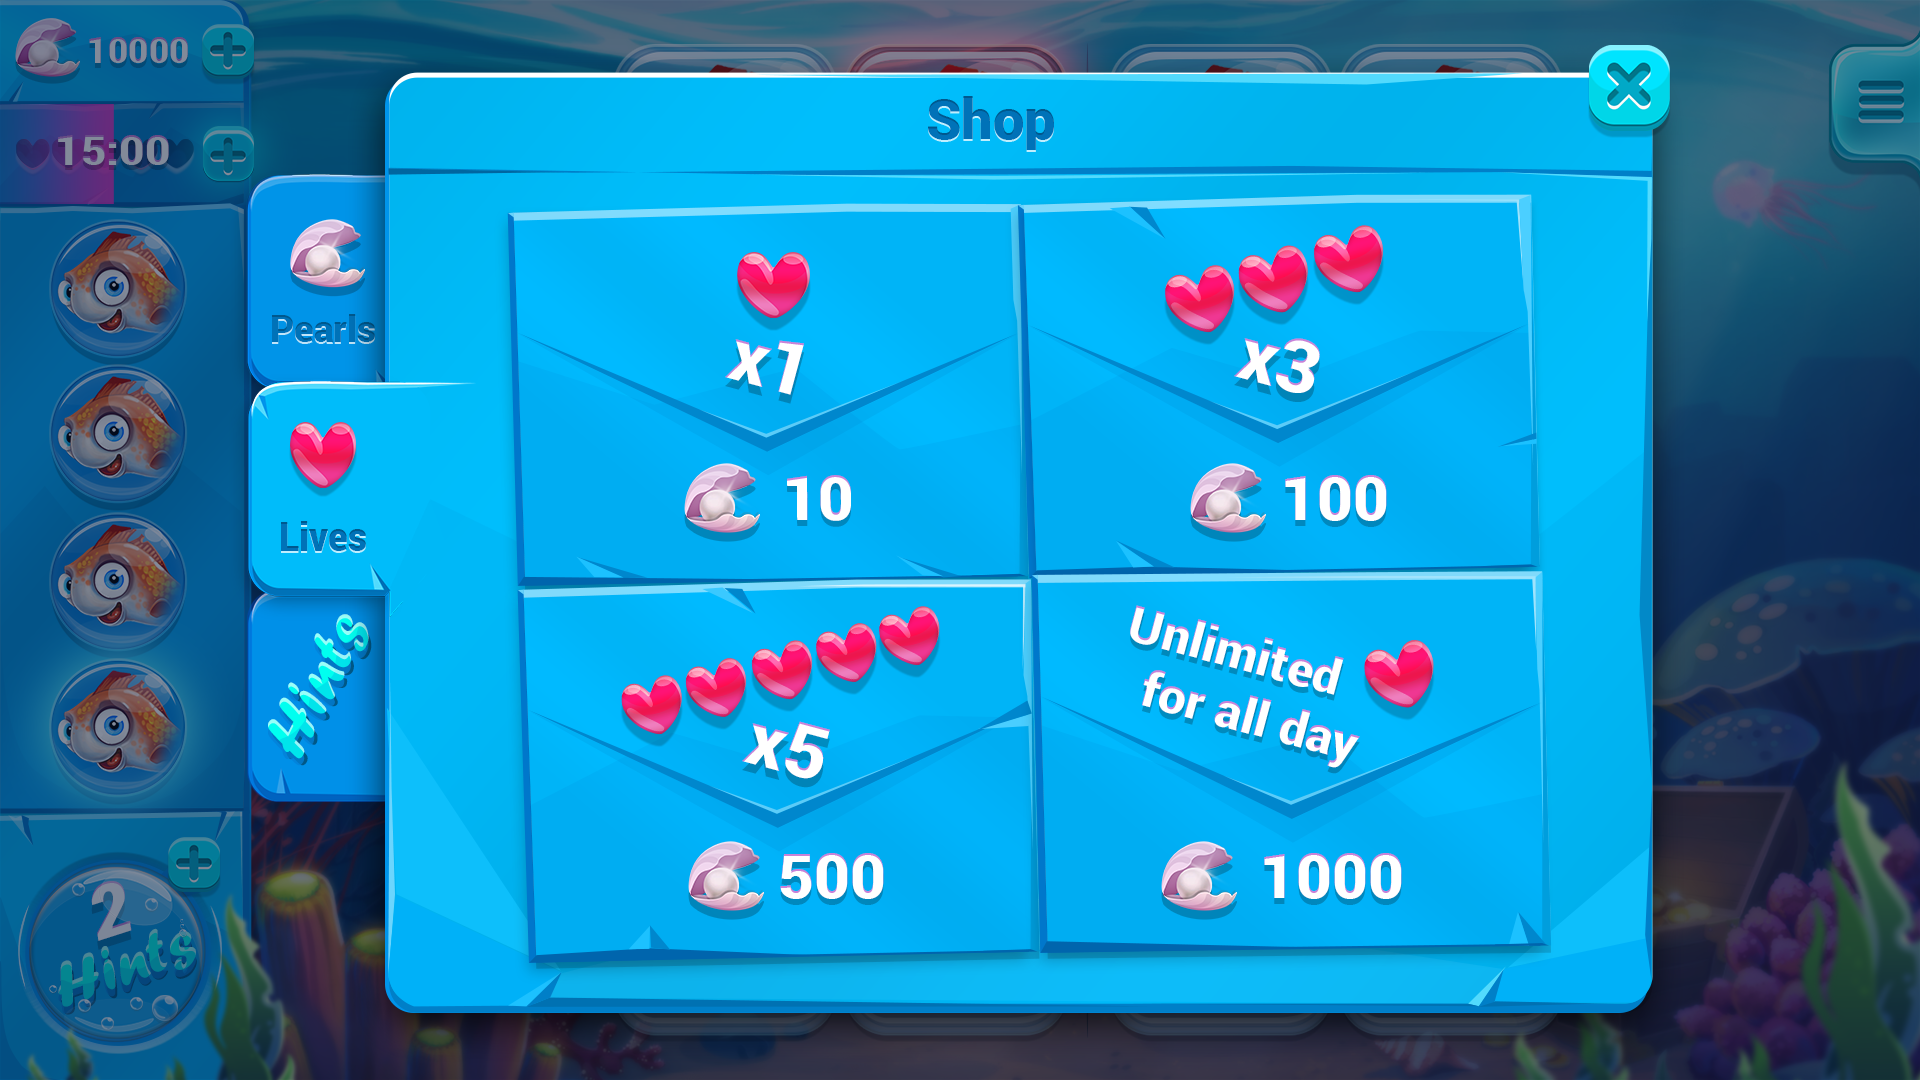 10000
15:00
Shop
Pearls
Lives
Hints
x1
10
x3
100
x5
500
Unlimited
for all day
1000
2
Hints